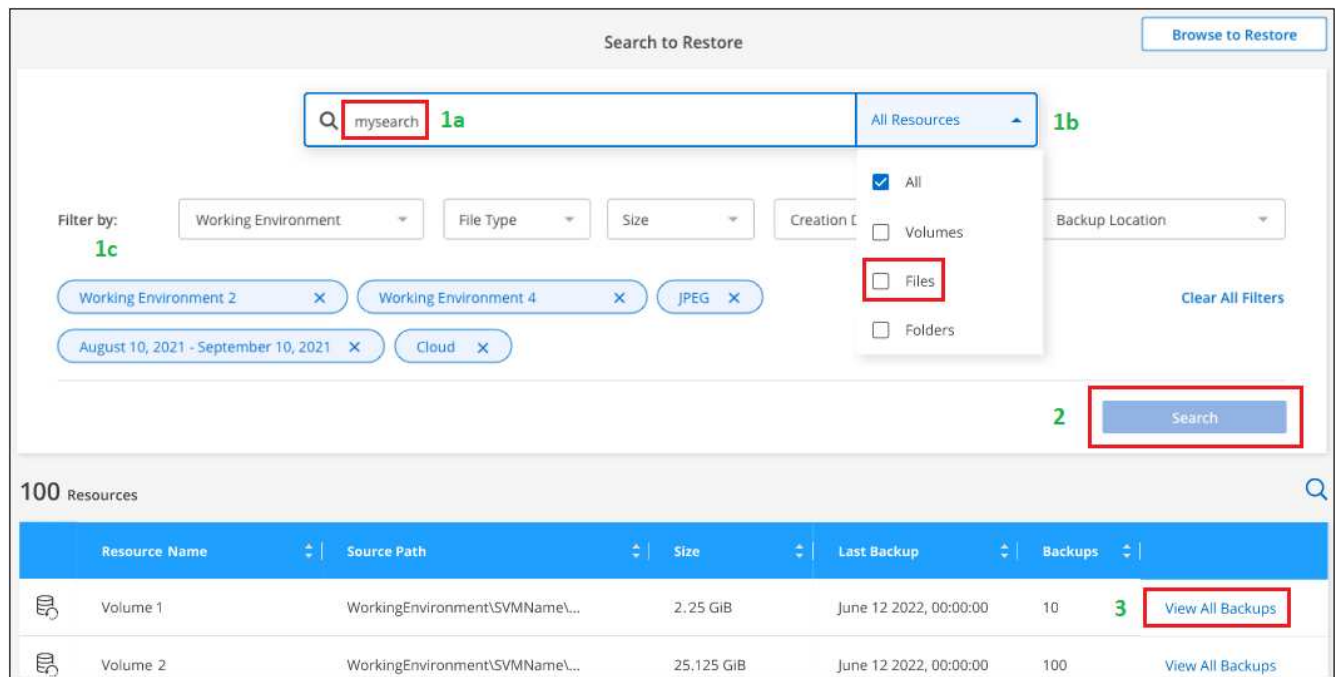 Search to Restore
Browse to Restore
mysearch 1a
All Resources
1b
All
Filter by:
Working Environment
File Type
Size
Creation D
Backup Location
Volumes
1c
Files
Working Environment 2 X
Working Environment 4 X
JPEG X
Clear All Filters
Folders
August 10, 2021 - September 10, 2021 X
Cloud X
2
Search
100 Resources
Resource Name
Source Path
Size
Last Backup
Backups
Volume 1
WorkingEnvironment\SVMName\...
2.25 GiB
June 12 2022, 00:00:00
10
3
View All Backups
Volume 2
WorkingEnvironment\SVMName\...
25.125 GiB
June 12 2022, 00:00:00
100
View All Backups